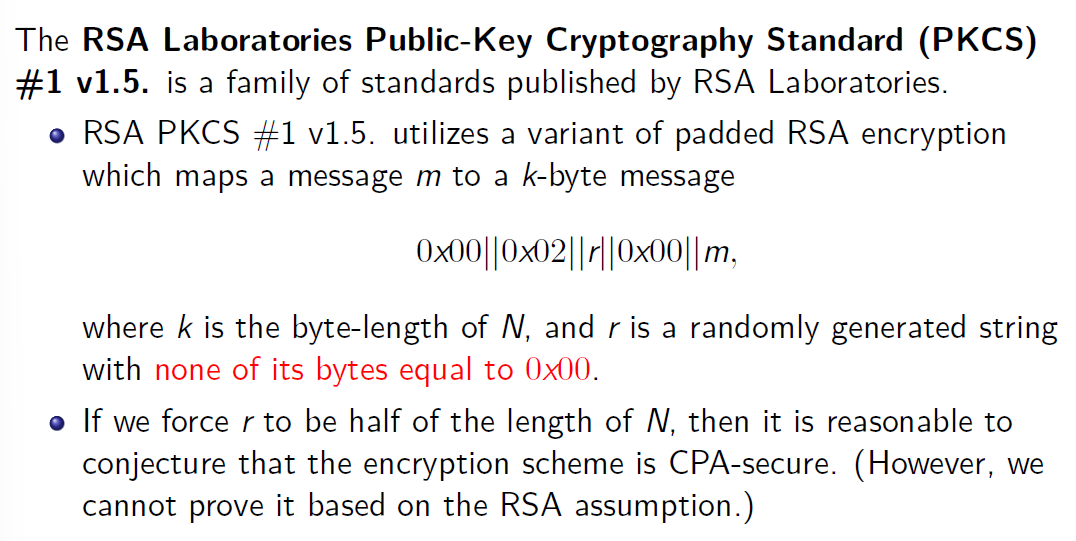 The RSA Laboratories Public-Key Cryptography Standard (PKCS)
#1 v1.5. is a family of standards published by RSA Laboratories.
RSA PKCS #1 v1.5. utilizes a variant of padded RSA encryption
which maps a message m to a k-byte message
0x00||0x02||r||0x00||m,
where k is the byte-length of N, and r is a randomly generated string
with none of its bytes equal to 0x00.
If we force r to be half of the length of N, then it is reasonable to
conjecture that the encryption scheme is CPA-secure. (However, we
cannot prove it based on the RSA assumption.)